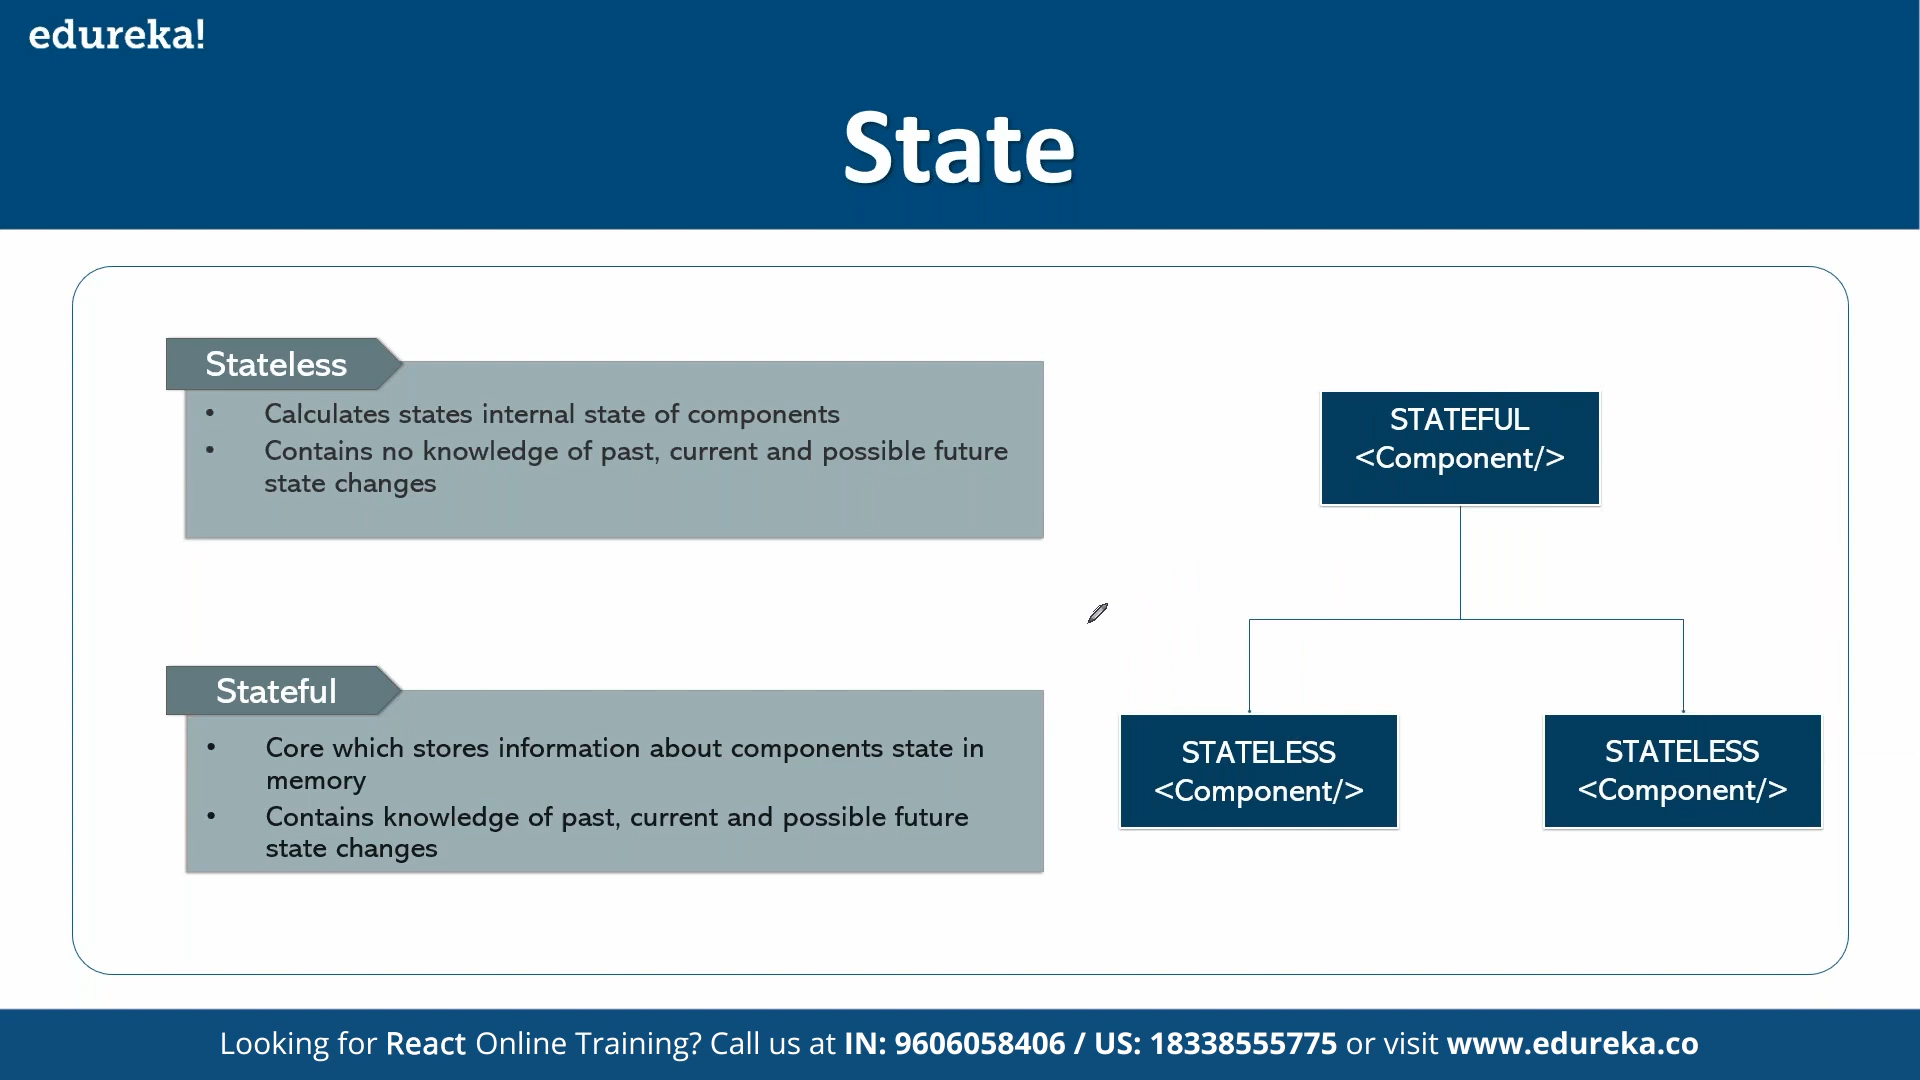 edureka!
State
Stateless
• Calculates states internal state of components
• Contains no knowledge of past, current and possible future
state changes
Stateful
• Core which stores information about components state in
memory
• Contains knowledge of past, current and possible future
state changes
STATEFUL
<Component/>
STATELESS
<Component/>
STATELESS
<Component/>
Looking for React Online Training? Call us at IN: 9606058406 / US: 18338555775 or visit www.edureka.co